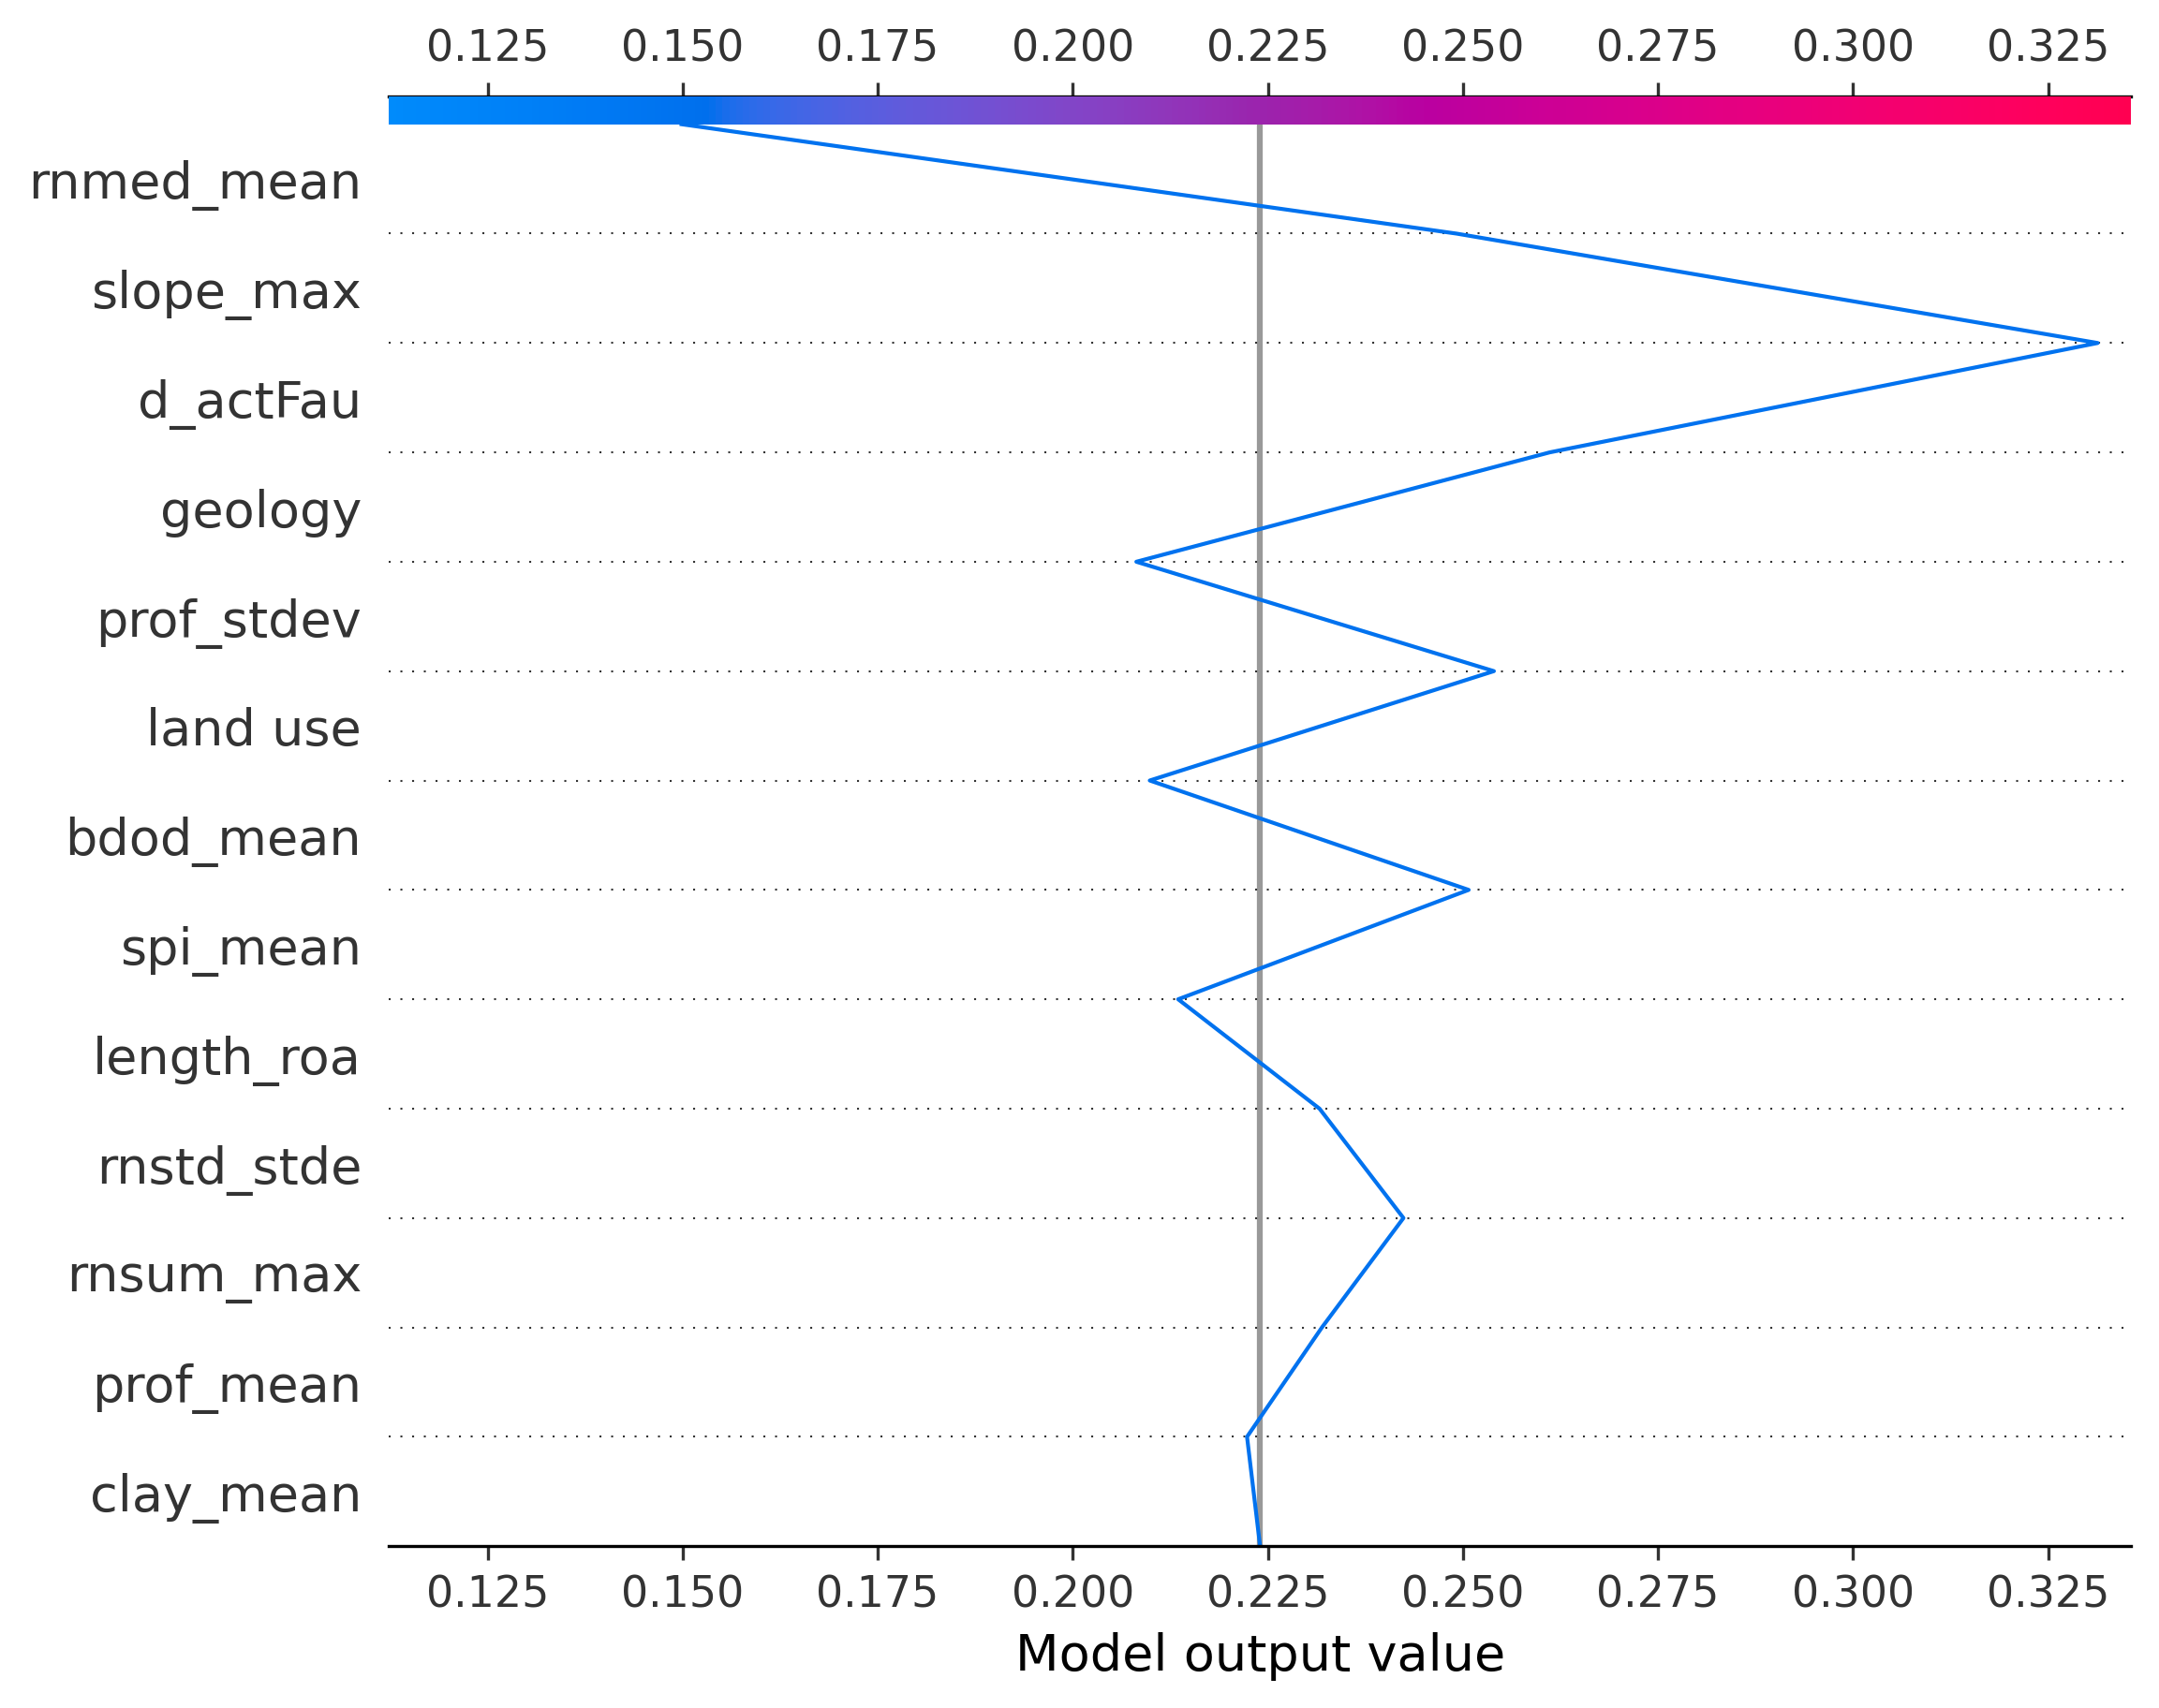 0.125 0.150 0.175 0.200 0.225 0.250 0.275 0.300 0.325
rnmed_mean
slope_max
d_actFau
geology
prof_stdev
land use
bdod_mean
spi_mean
length_roa
rnstd_stde
rnsum_max
prof_mean
clay_mean
0.125 0.150 0.175 0.200 0.225 0.250 0.275 0.300 0.325
Model output value